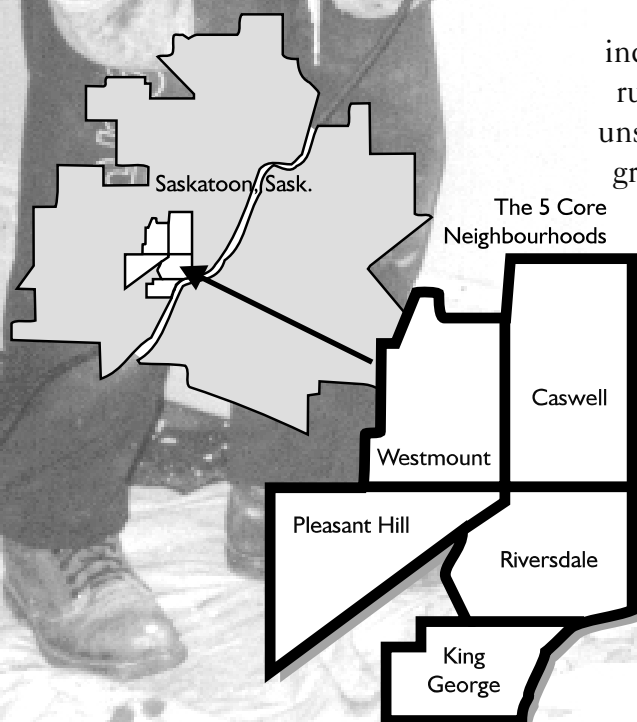 Saskatoon, Sask.
The 5 Core
Neighbourhoods
Caswell
Westmount
Pleasant Hill
Riversdale
King
George